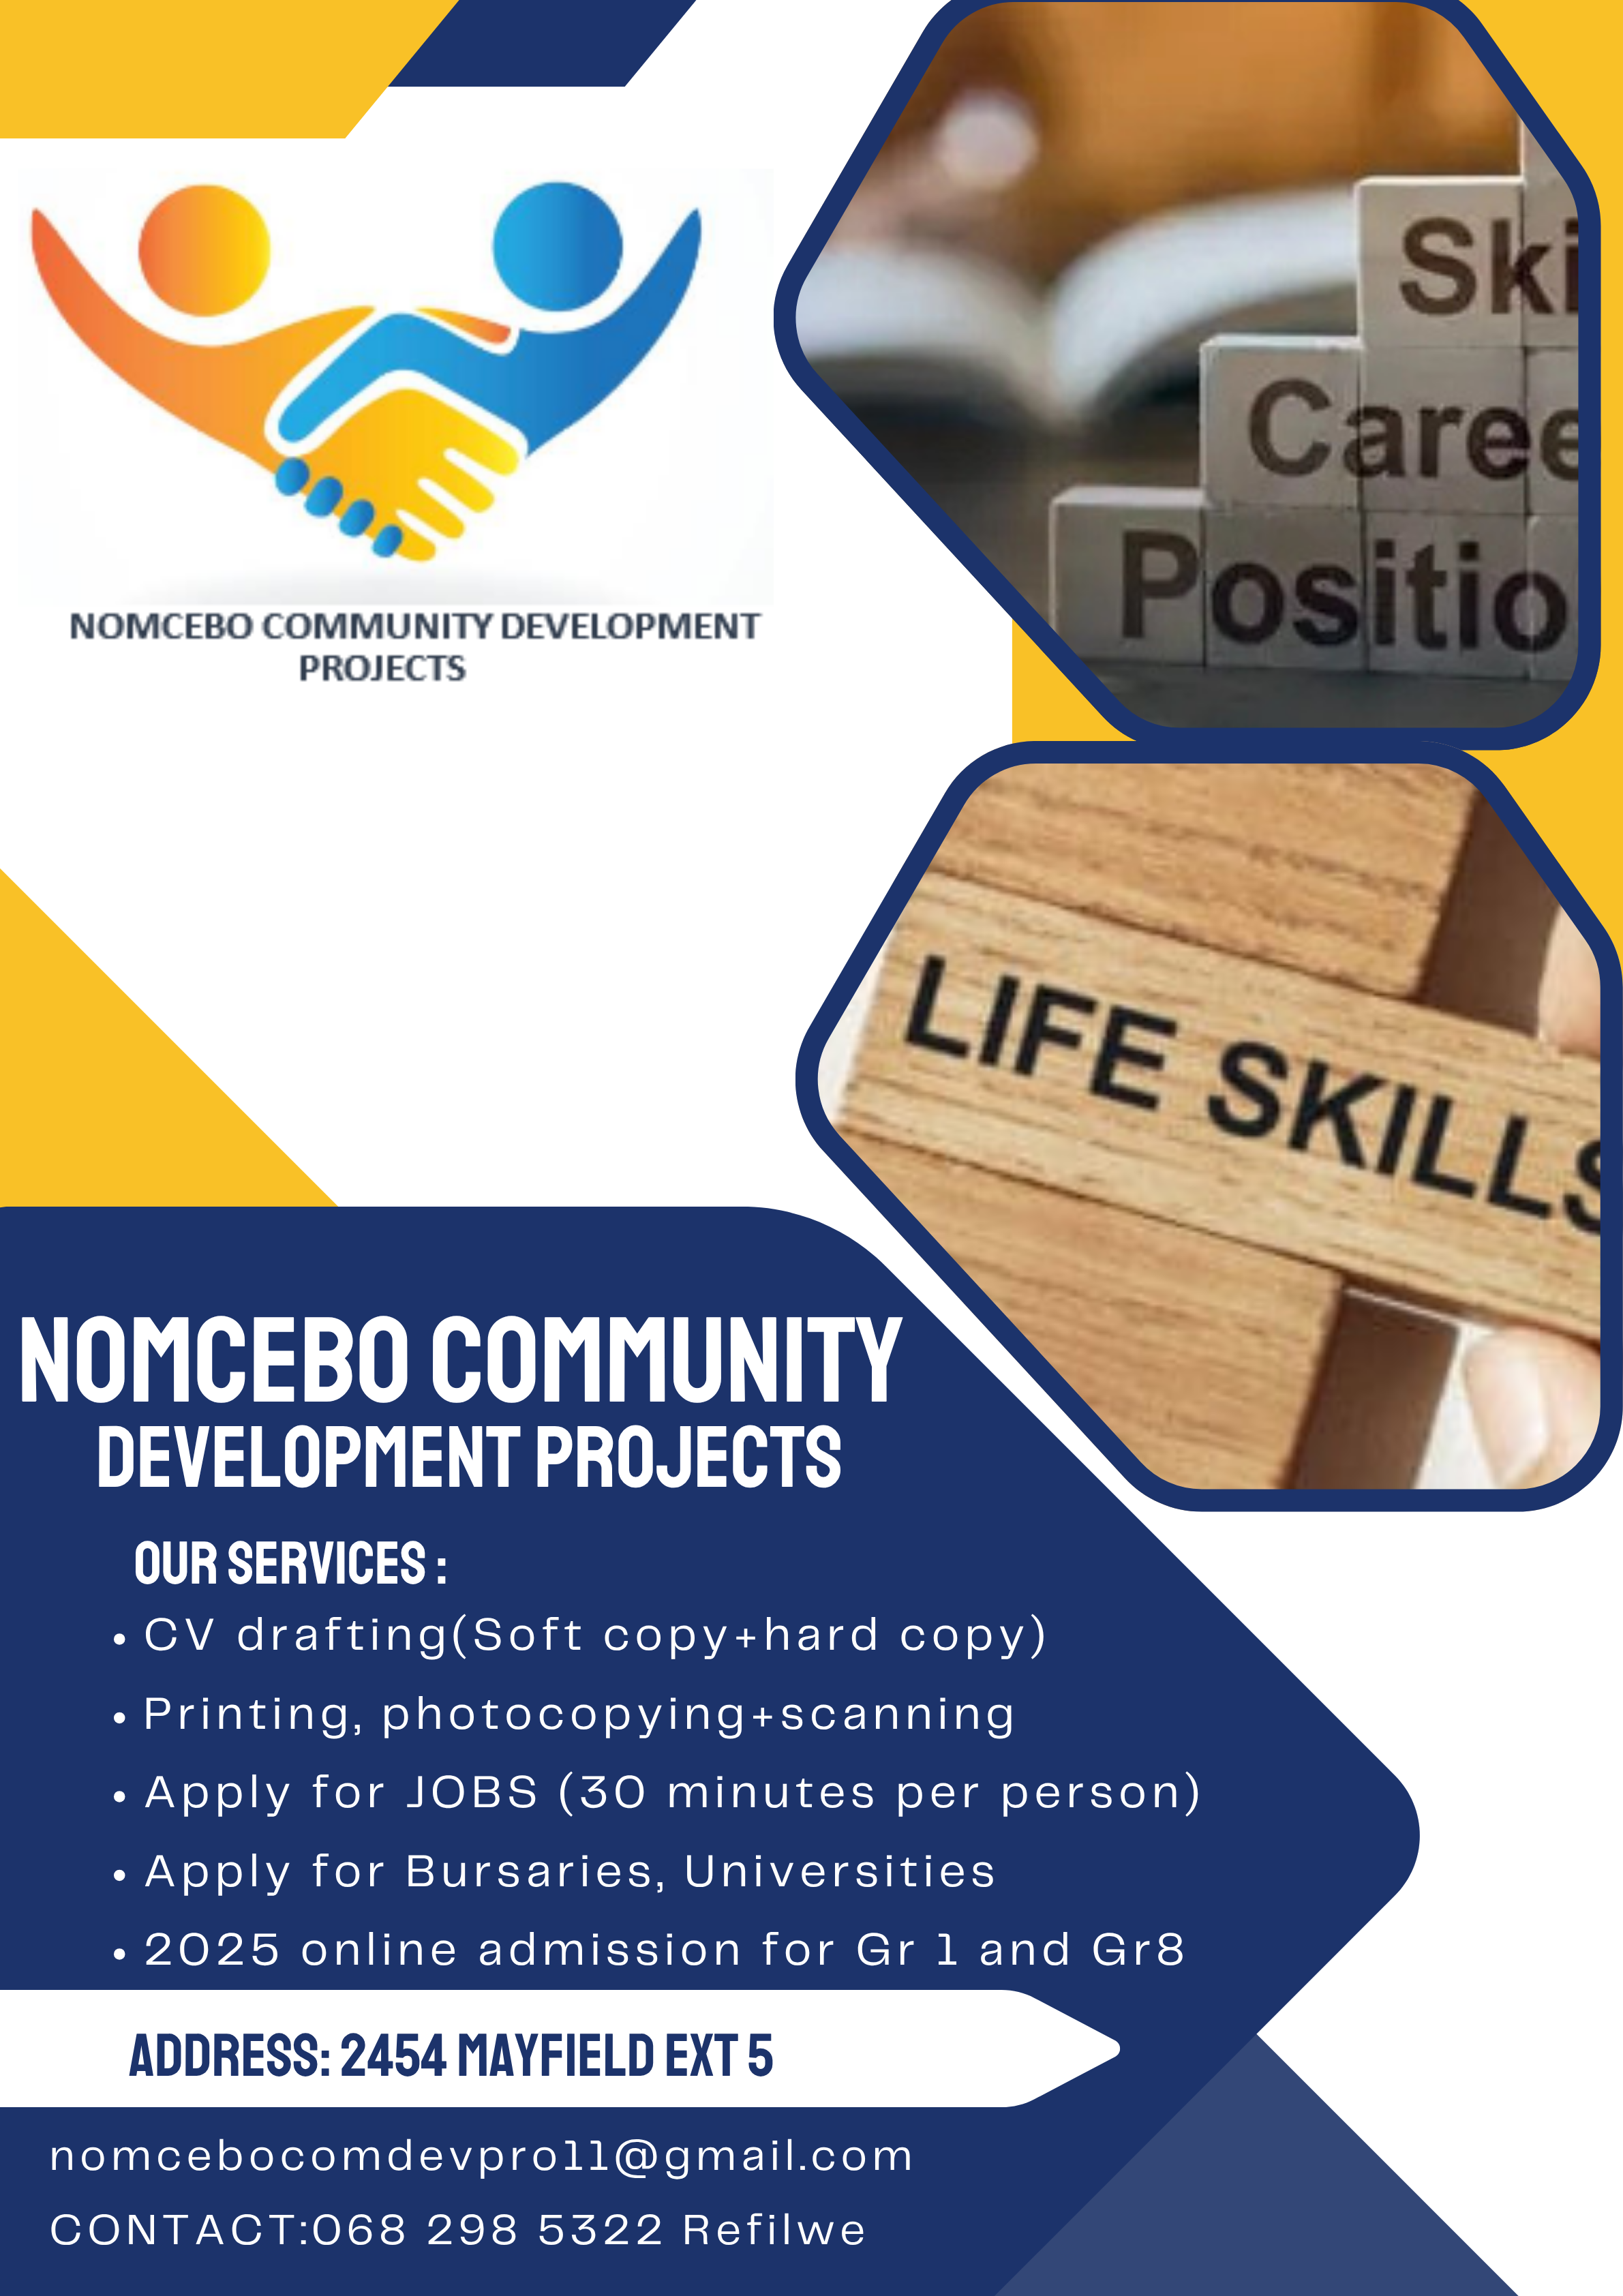 NOMCEBO COMMUNITY DEVELOPMENT
PROJECTS
Ski
Caree
Positio
LIFE SKILLS
NOMCEBO COMMUNITY
DEVELOPMENT PROJECTS
OUR SERVICES :
• CV drafting(Soft copy+hard copy)
• Printing, photocopying+scanning
• Apply for JOBS (30 minutes per person)
• Apply for Bursaries, Universities
• 2025 online admission for Gr 1 and Gr8
ADDRESS: 2454 MAYFIELD EXT 5
nomcebocomdevpro11@gmail.com
CONTACT:068 298 5322 Refilwe